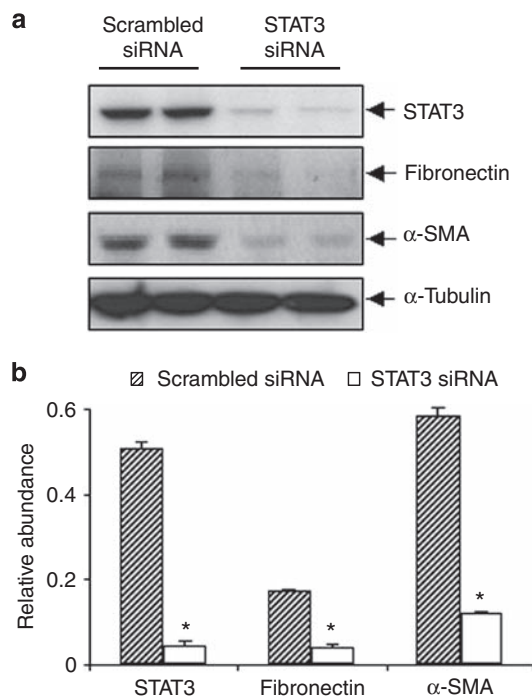 a
Scrambled
siRNA
STAT3
siRNA
STAT3
Fibronectin
α-SMA
α-Tubulin
b
Scrambled siRNA STAT3 siRNA
Relative abundance
0.6
0.4
0.2
0
*
*
*
STAT3 Fibronectin α-SMA